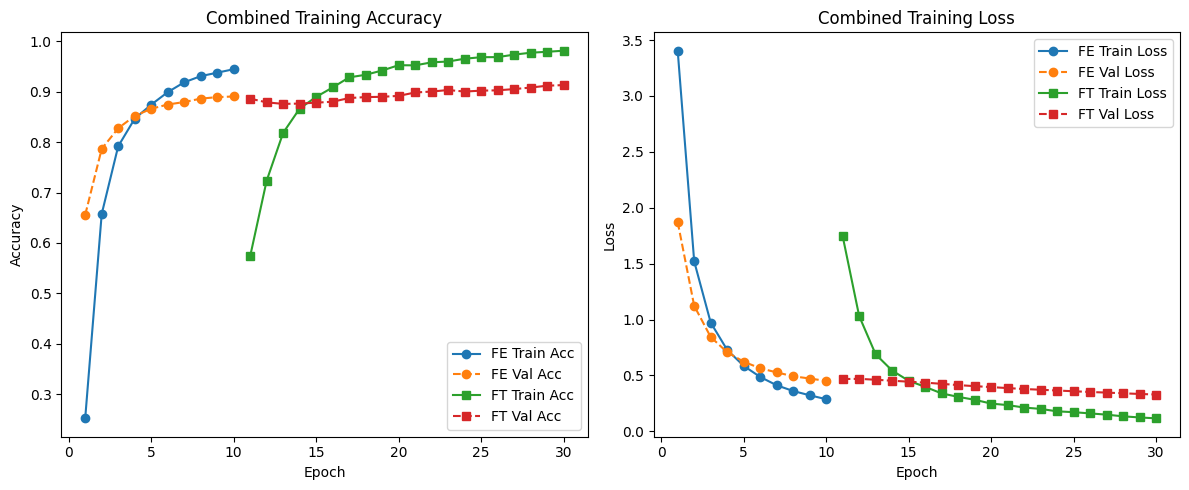 Combined Training Accuracy
1.0
0.9
0.8
0.7
0.6
0.5
0.4
0.3
Accuracy
FE Train Acc
FE Val Acc
FT Train Acc
FT Val Acc
0 5 10 15 20 25 30
Epoch
Combined Training Loss
3.5
3.0
2.5
2.0
1.5
1.0
0.5
0.0
Loss
FE Train Loss
FE Val Loss
FT Train Loss
FT Val Loss
0 5 10 15 20 25 30
Epoch